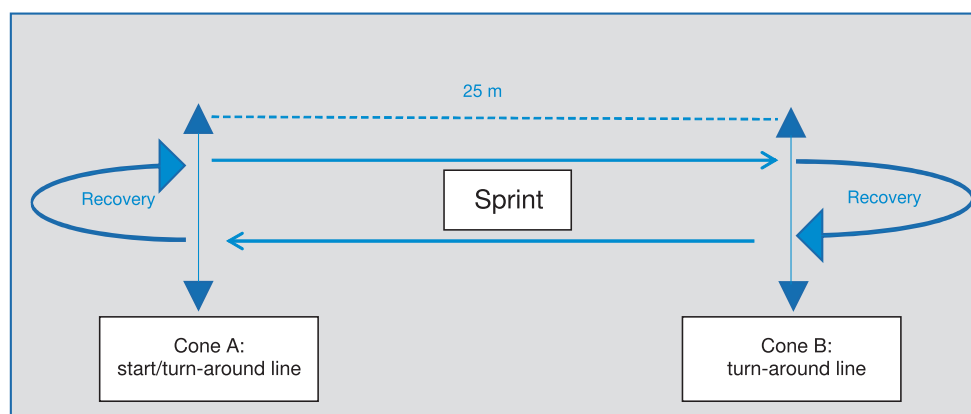 25 m
Recovery
Sprint
Recovery
Cone A:
start/turn-around line
Cone B:
turn-around line